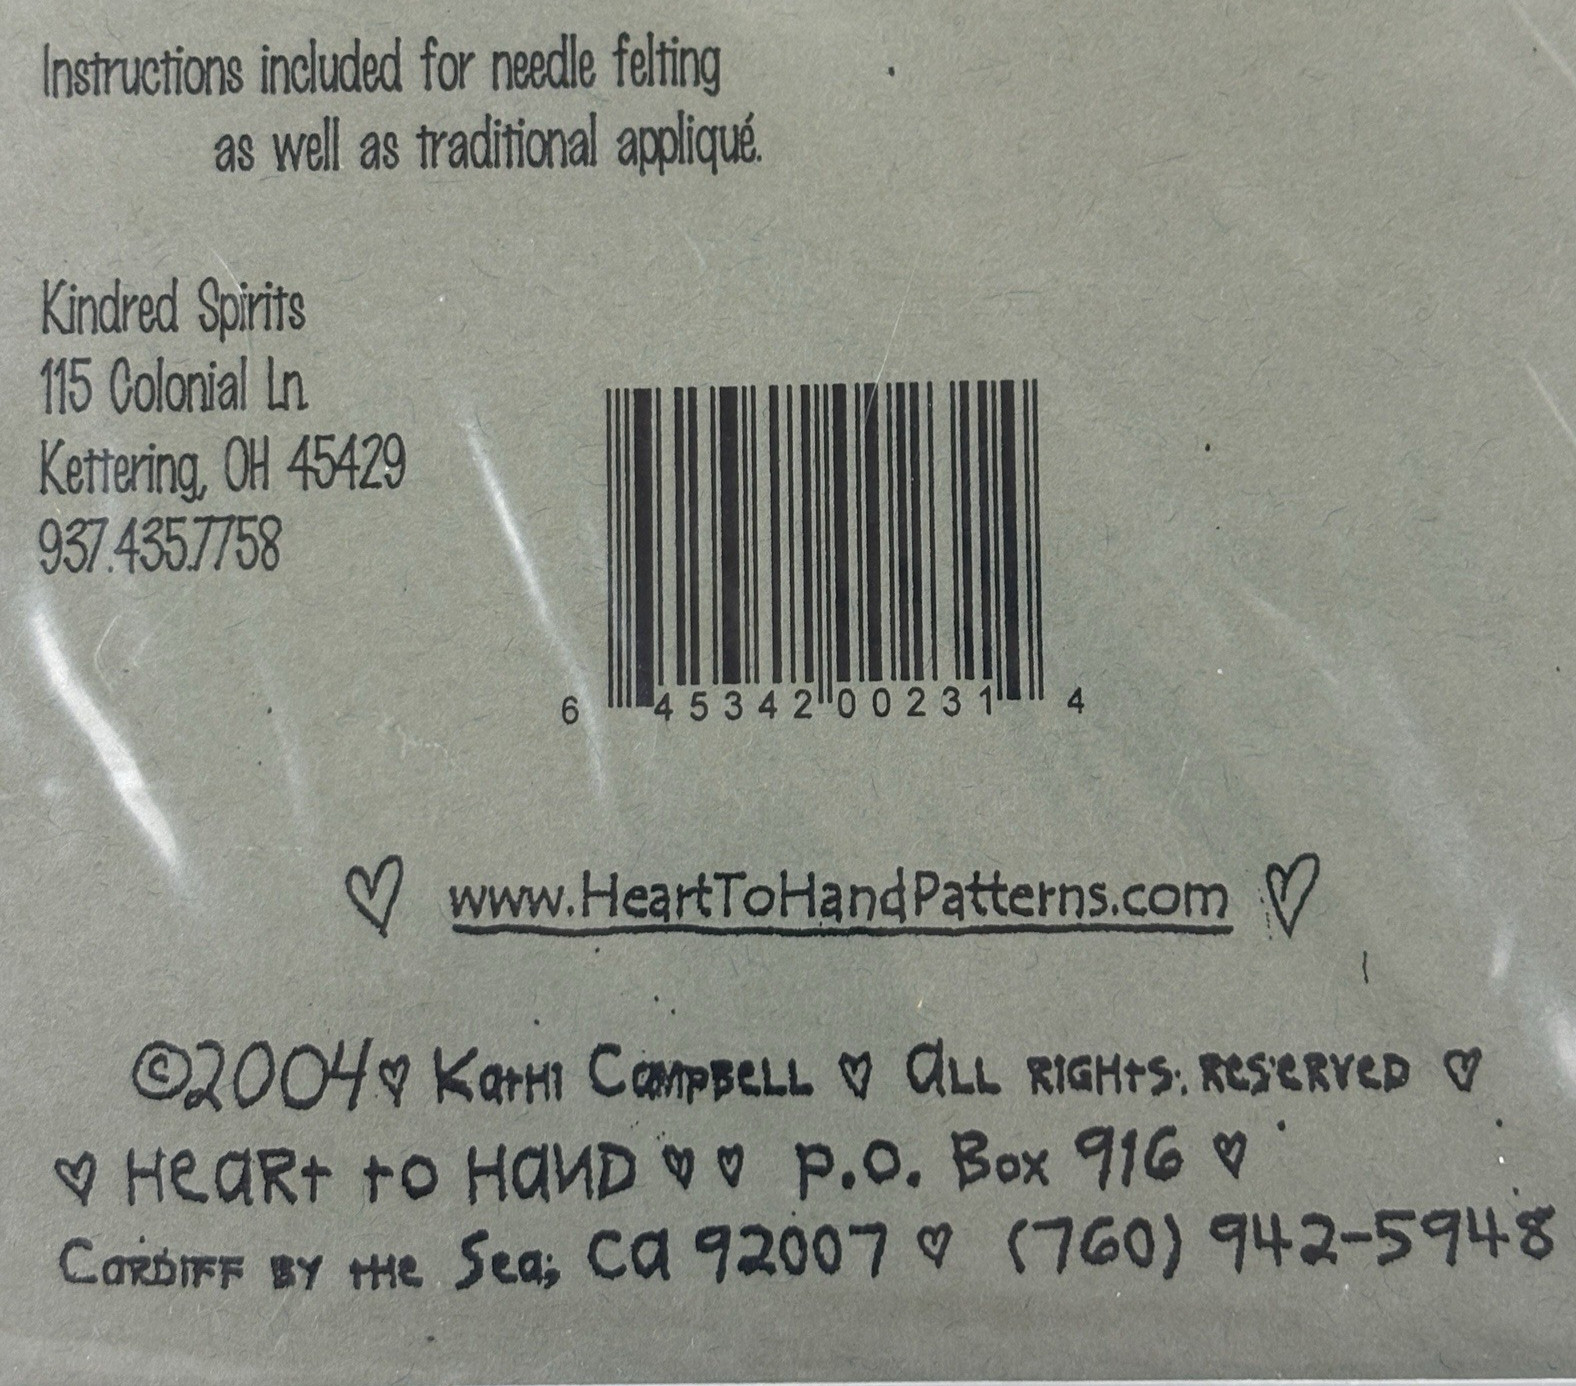 Instructions included for needle felting
as well as traditional appliqué.
Kindred Spirits
115 Colonial Ln
Kettering, OH 45429
937.435.7758
6 45342 00231 4
♡ www.HeartToHandPatterns.com ♡
©2004 ♡ Kathi Campbell ♡ All rights reserved ♡
♡ Heart to Hand ♡ ♡ P.O. Box 916 ♡
Cardiff by the Sea, Ca 92007 ♡ (760) 942-5948